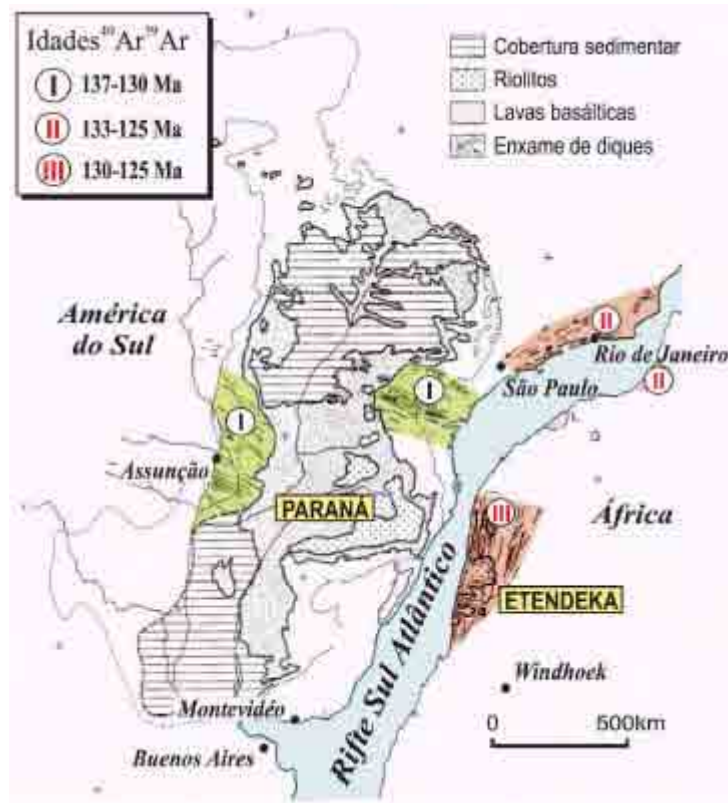 Idades ⁴⁰Ar³⁹Ar
I 137-130 Ma
II 133-125 Ma
III 130-125 Ma
Cobertura sedimentar
Riolitos
Lavas basálticas
Enxame de diques
América
do Sul
II
Rio de Janeiro
São Paulo
II
I
I
Assunção
PARANÁ
III
África
ETENDEKA
Rifte Sul Atlântico
Windhoek
Montevidéo
Buenos Aires
0 500km